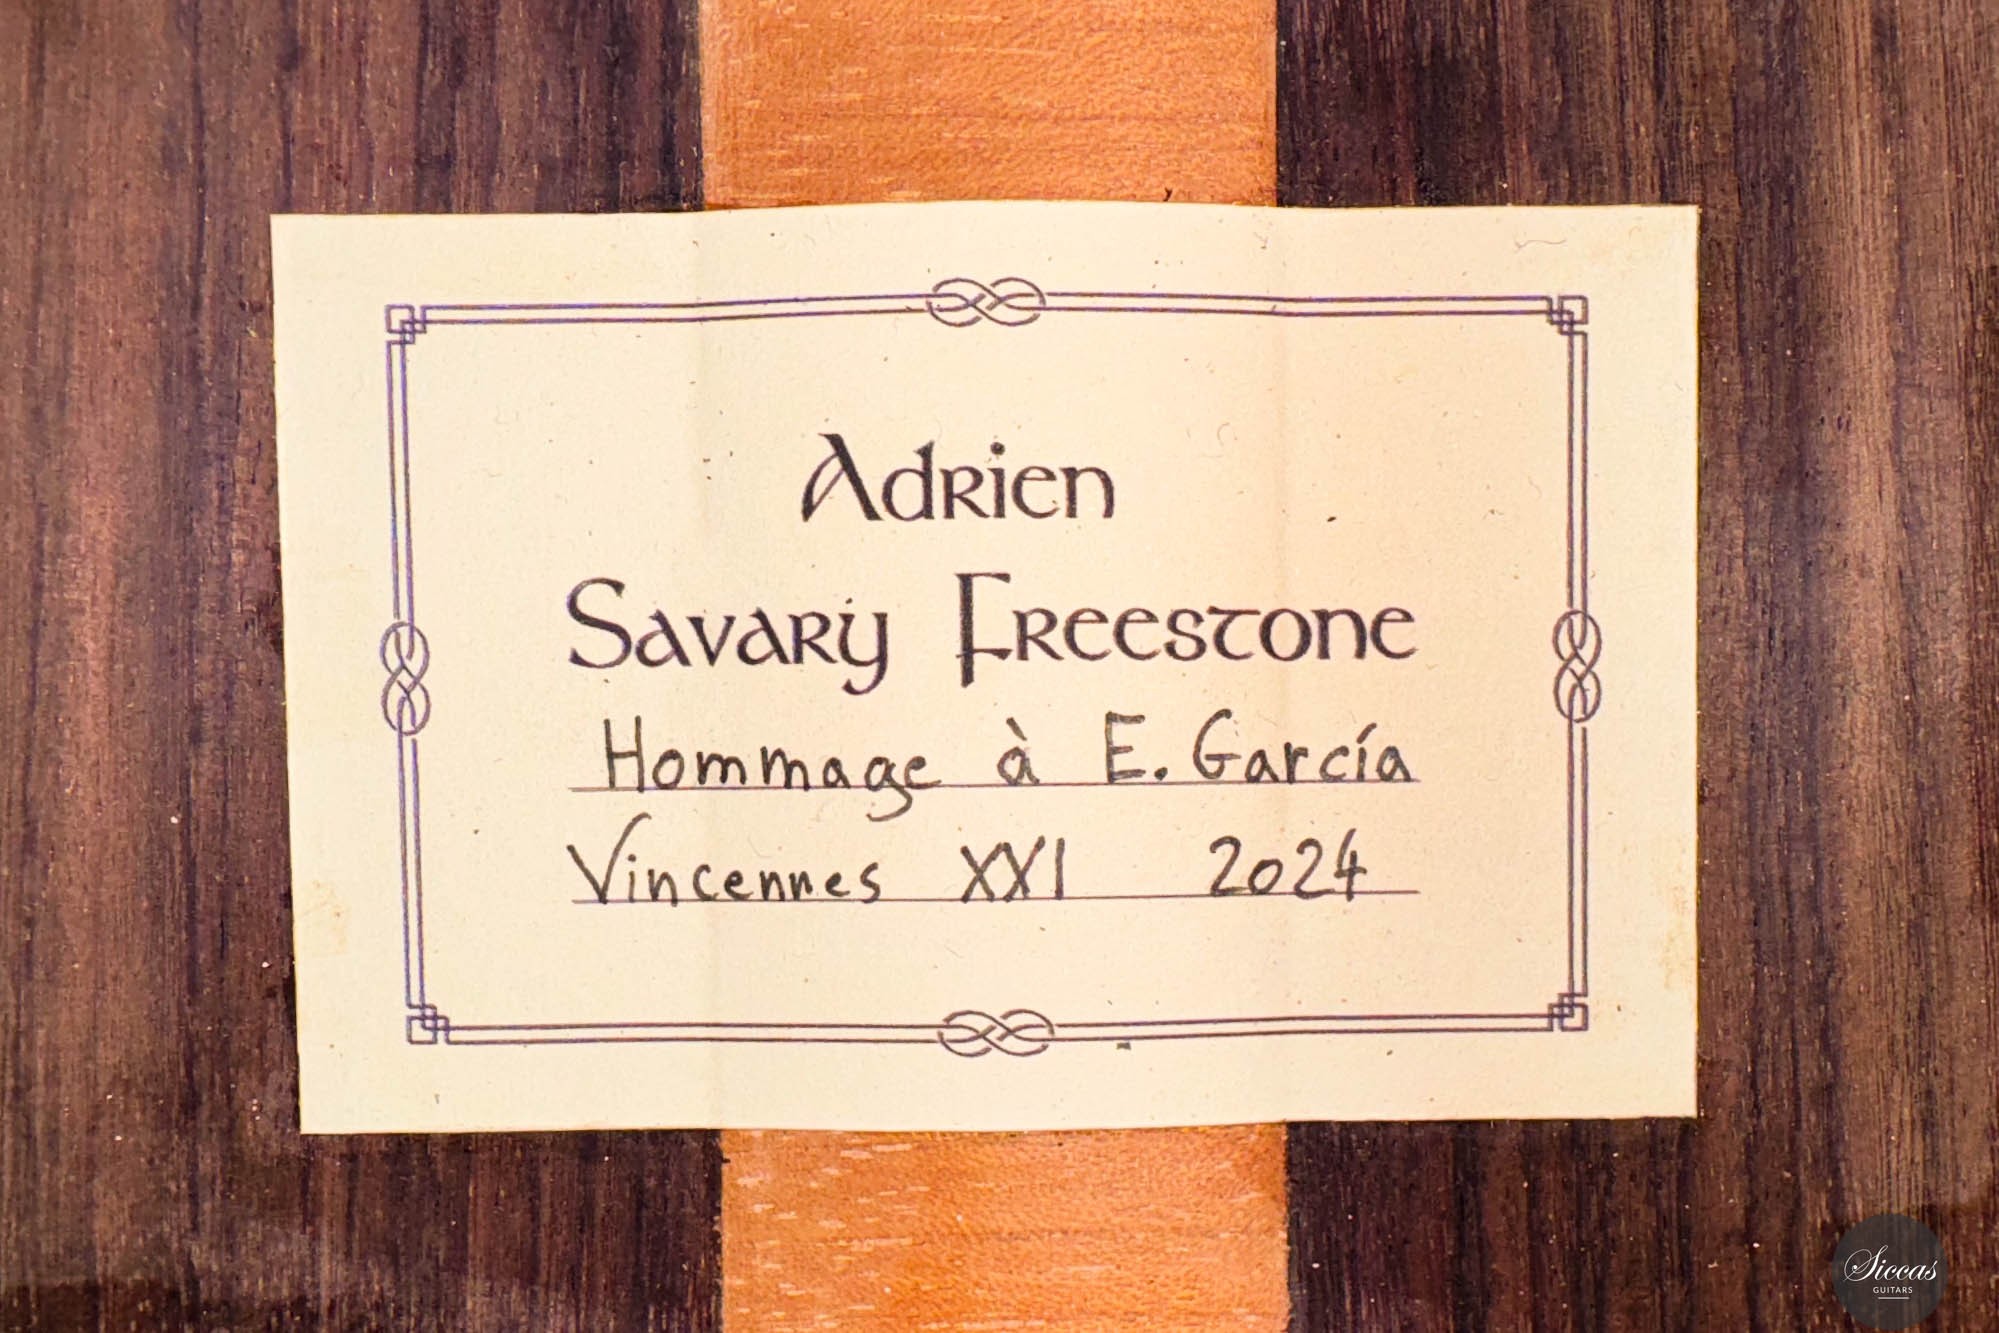 Adrien
Savary Freestone
Hommage à E. García
Vincennes XXI 2024
Siccas
GUITARS